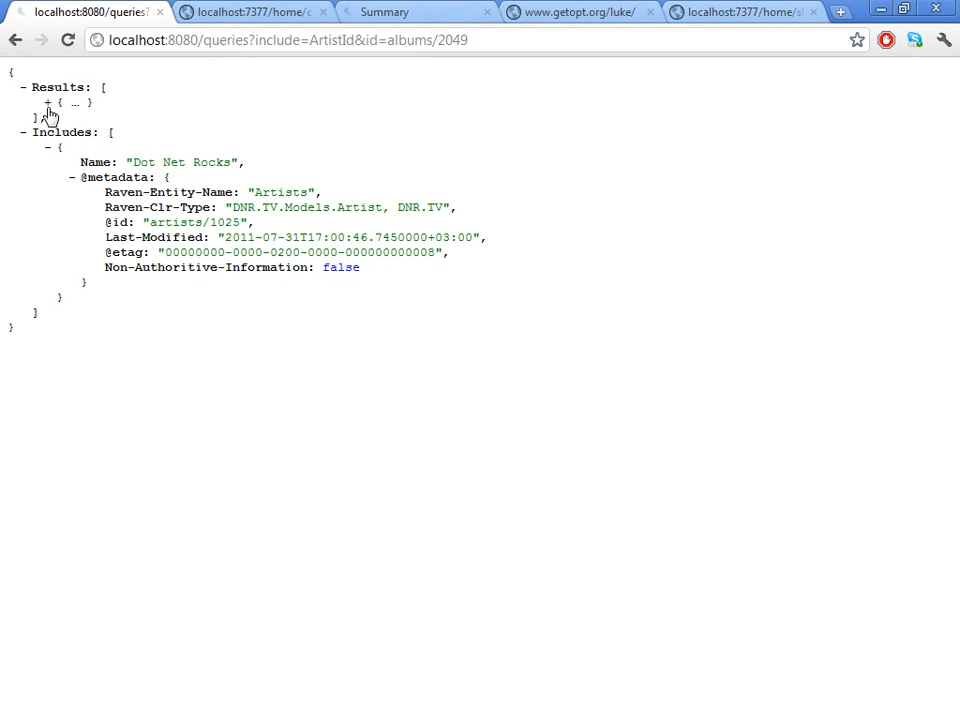 localhost:8080/queries?
localhost:7377/home/c
Summary
www.getopt.org/luke/
localhost:7377/home/sl
localhost:8080/queries?include=ArtistId&id=albums/2049
{
- Results: [
+ { … }
],
- Includes: [
- {
Name: "Dot Net Rocks",
- @metadata: {
Raven-Entity-Name: "Artists",
Raven-Clr-Type: "DNR.TV.Models.Artist, DNR.TV",
@id: "artists/1025",
Last-Modified: "2011-07-31T17:00:46.7450000+03:00",
@etag: "00000000-0000-0200-0000-000000000008",
Non-Authoritive-Information: false
}
}
]
}